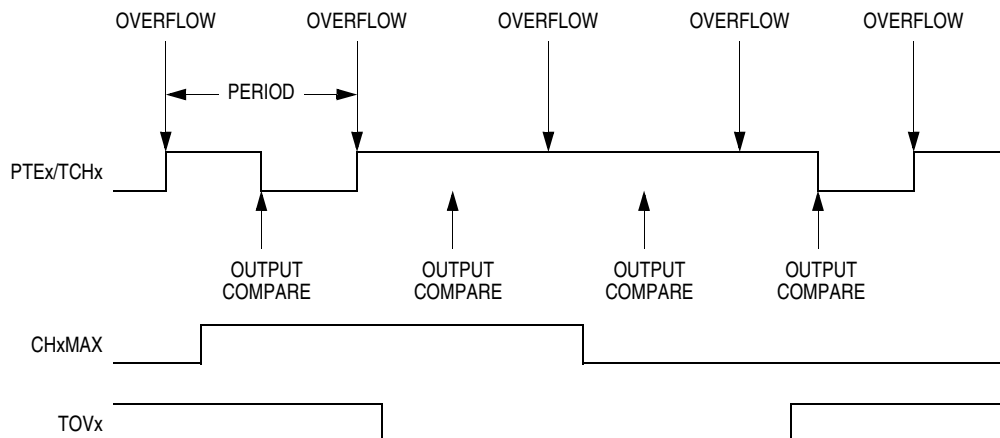 OVERFLOW OVERFLOW OVERFLOW OVERFLOW OVERFLOW
PERIOD
PTEx/TCHx
OUTPUT COMPARE
OUTPUT COMPARE
OUTPUT COMPARE
OUTPUT COMPARE
CHxMAX
TOVx